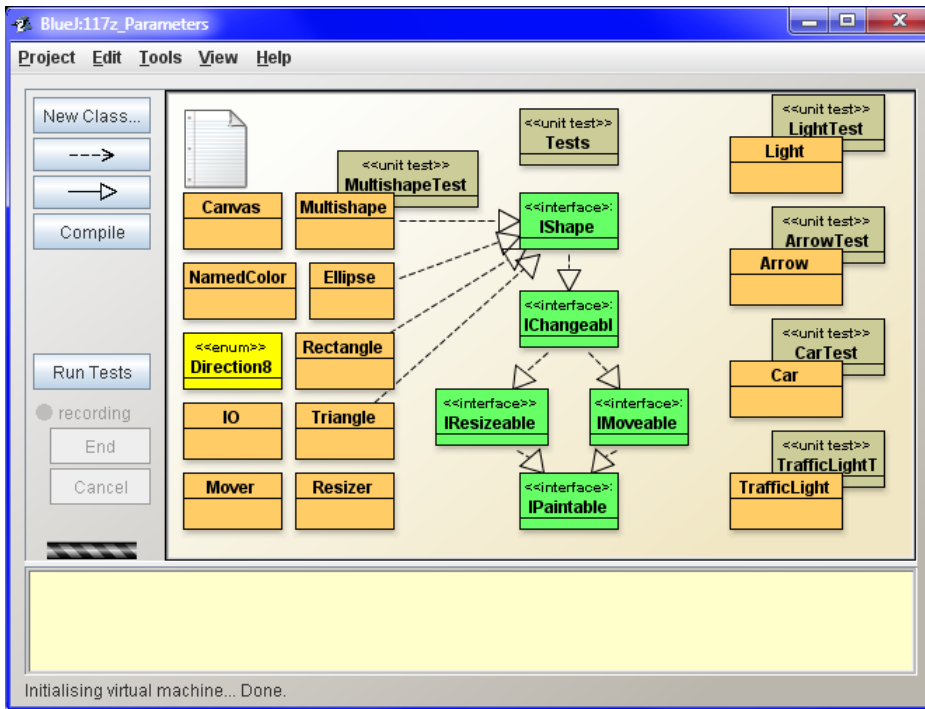 BlueJ:117z_Parameters
Project Edit Tools View Help
New Class...
Compile
Run Tests
recording
End
Cancel
<<unit test>>
MultishapeTest
<<unit test>>
Tests
<<unit test>>
LightTest
Light
Canvas
Multishape
<<interface>:
IShape
<<unit test>>
ArrowTest
Arrow
NamedColor
Ellipse
<<interface>:
IChangeabl
<<enum>>
Direction8
Rectangle
<<unit test>>
CarTest
Car
IO
Triangle
<<interface>>
IResizeable
<<interface>:
IMoveable
<<unit test>>
TrafficLightT
TrafficLight
Mover
Resizer
<<interface>:
IPaintable
Initialising virtual machine... Done.